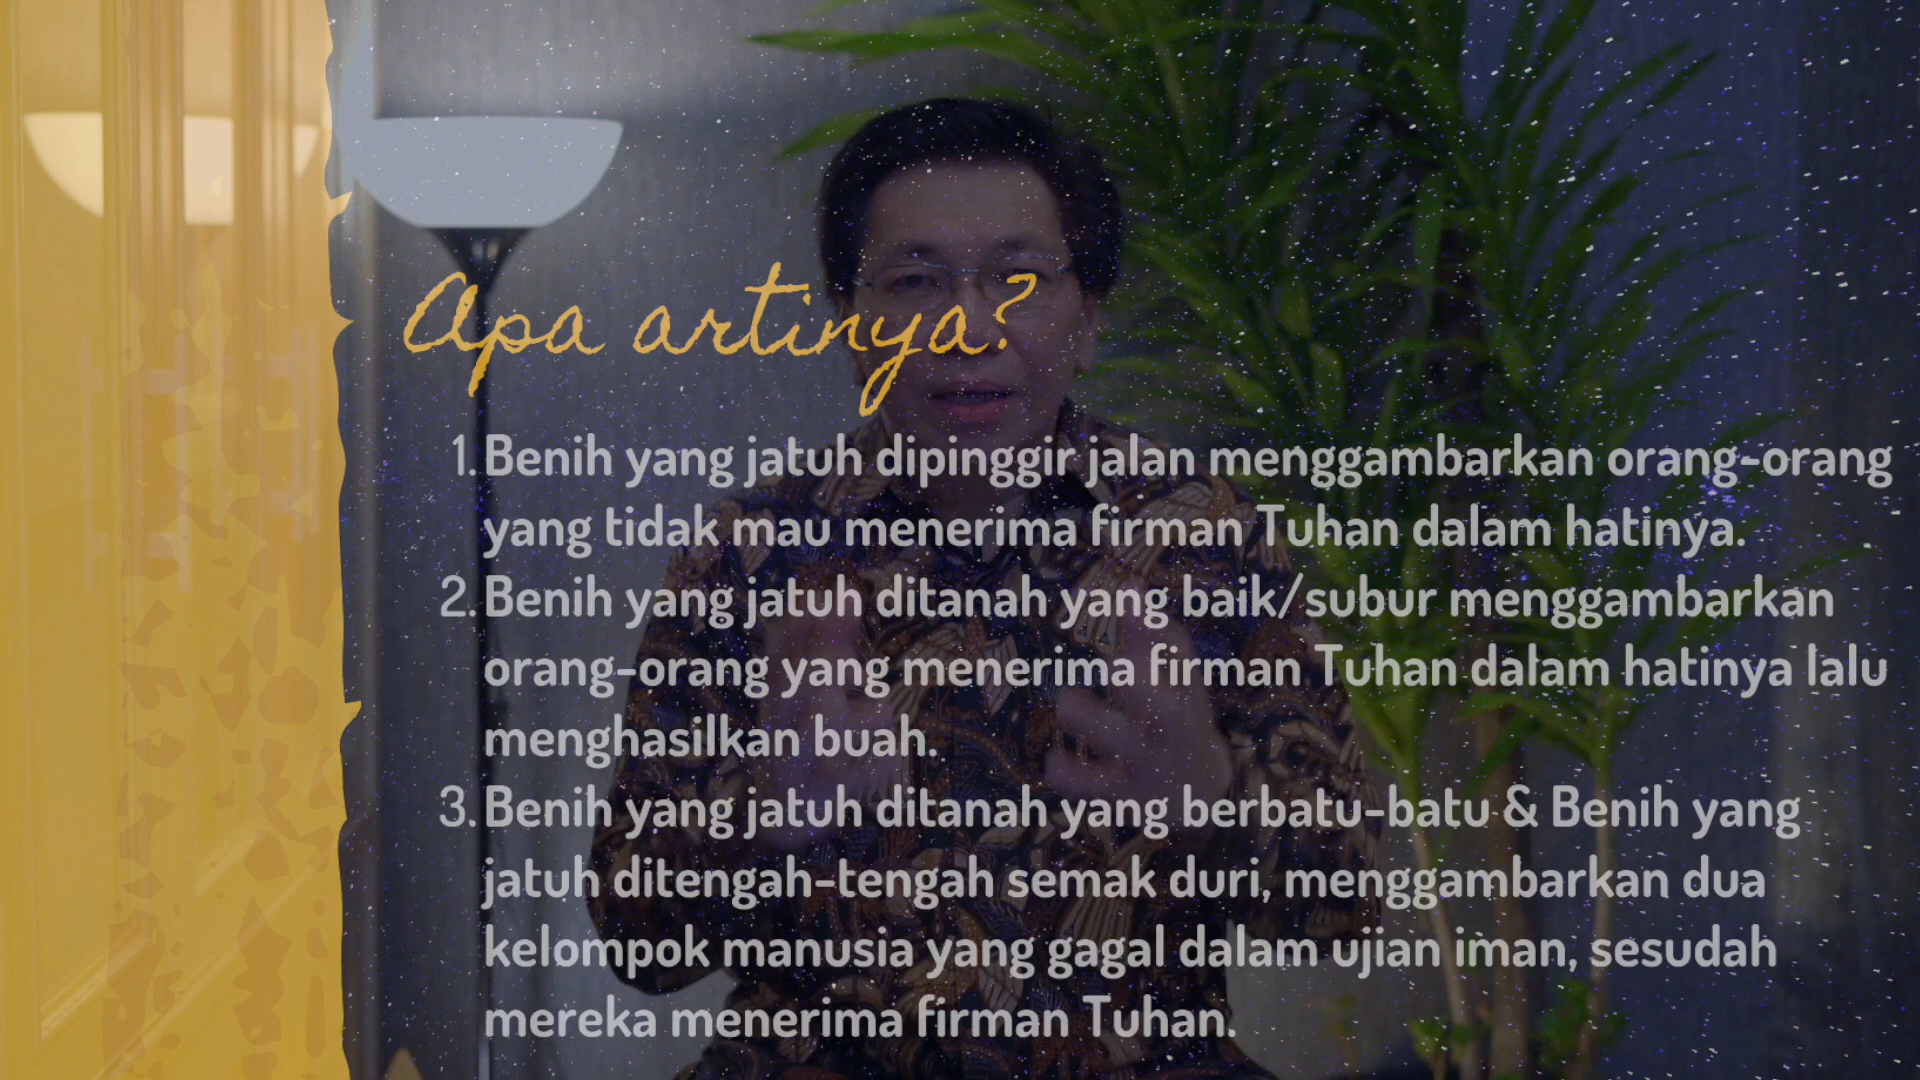 Apa artinya?
1. Benih yang jatuh dipinggir jalan menggambarkan orang-orang
yang tidak mau menerima firman Tuhan dalam hatinya.
2. Benih yang jatuh ditanah yang baik/subur menggambarkan
orang-orang yang menerima firman Tuhan dalam hatinya lalu
menghasilkan buah.
3. Benih yang jatuh ditanah yang berbatu-batu & Benih yang
jatuh ditengah-tengah semak duri, menggambarkan dua
kelompok manusia yang gagal dalam ujian iman, sesudah
mereka menerima firman Tuhan.